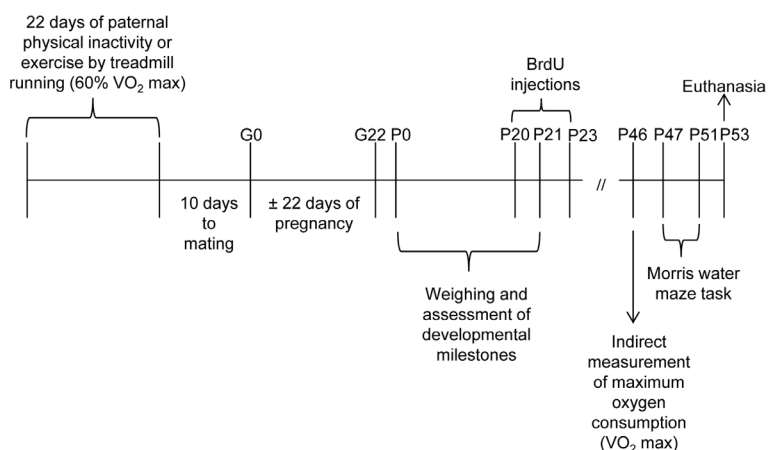 22 days of paternal
physical inactivity or
exercise by treadmill
running (60% VO₂ max)
BrdU
injections
Euthanasia
G0
G22 P0
P20 P21 P23
P46 P47 P51 P53
//
10 days
to
mating
± 22 days of
pregnancy
Weighing and
assessment of
developmental
milestones
Morris water
maze task
Indirect
measurement
of maximum
oxygen
consumption
(VO₂ max)